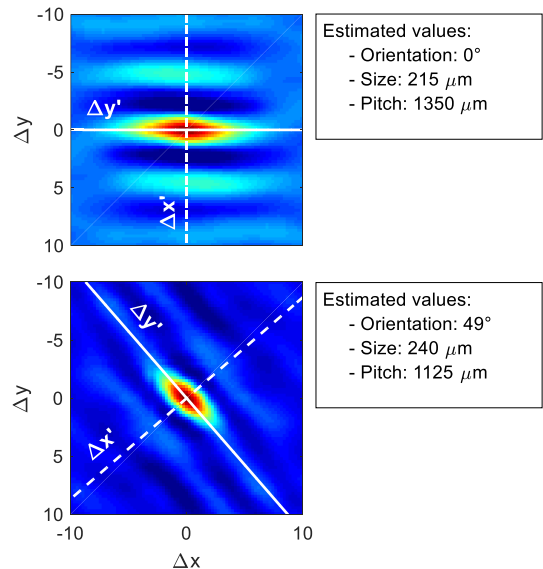 -10
-5
0
5
10
Δy
Δy'
Δx'
Estimated values:
- Orientation: 0°
- Size: 215 μm
- Pitch: 1350 μm
-10
-5
0
5
10
Δy
Δy'
Δx'
-10
0
10
Δx
Estimated values:
- Orientation: 49°
- Size: 240 μm
- Pitch: 1125 μm